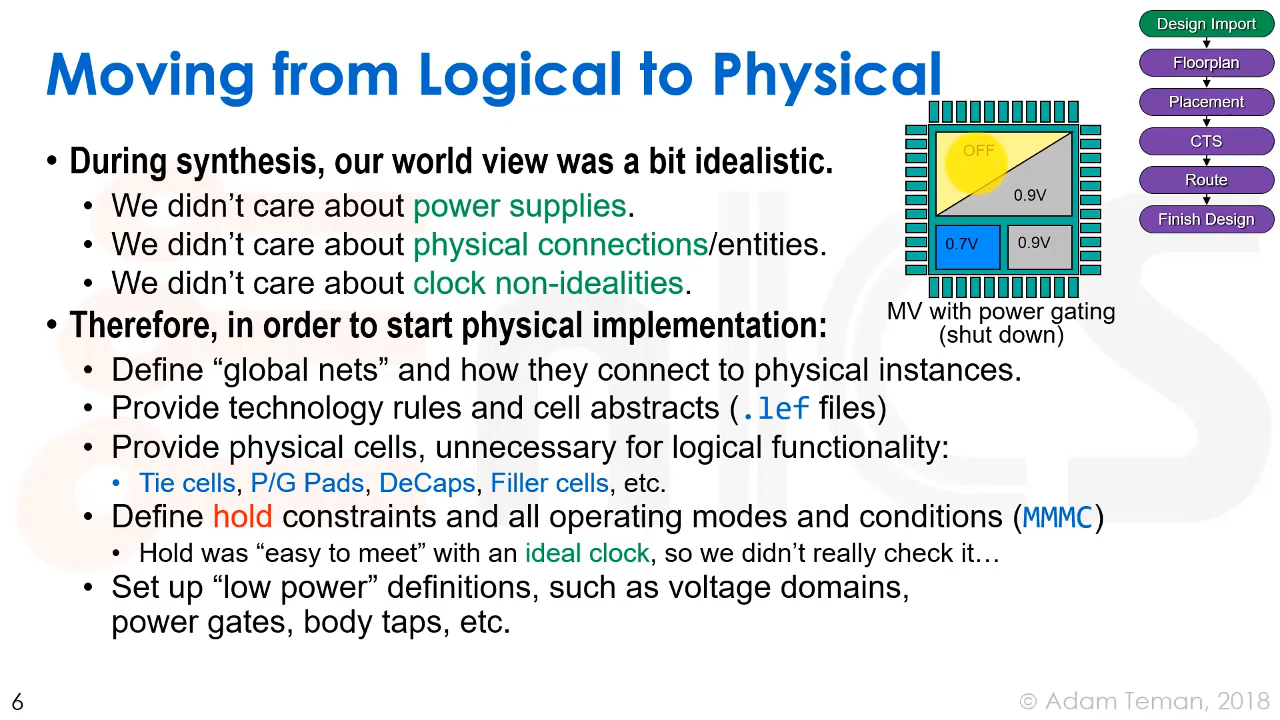 Moving from Logical to Physical
• During synthesis, our world view was a bit idealistic.
• We didn’t care about power supplies.
• We didn’t care about physical connections/entities.
• We didn’t care about clock non-idealities.
• Therefore, in order to start physical implementation:
• Define “global nets” and how they connect to physical instances.
• Provide technology rules and cell abstracts (.lef files)
• Provide physical cells, unnecessary for logical functionality:
• Tie cells, P/G Pads, DeCaps, Filler cells, etc.
• Define hold constraints and all operating modes and conditions (MMMC)
• Hold was “easy to meet” with an ideal clock, so we didn’t really check it…
• Set up “low power” definitions, such as voltage domains,
power gates, body taps, etc.
OFF
0.9V
0.7V
0.9V
MV with power gating
(shut down)
Design Import
Floorplan
Placement
CTS
Route
Finish Design
nics
6
© Adam Teman, 2018